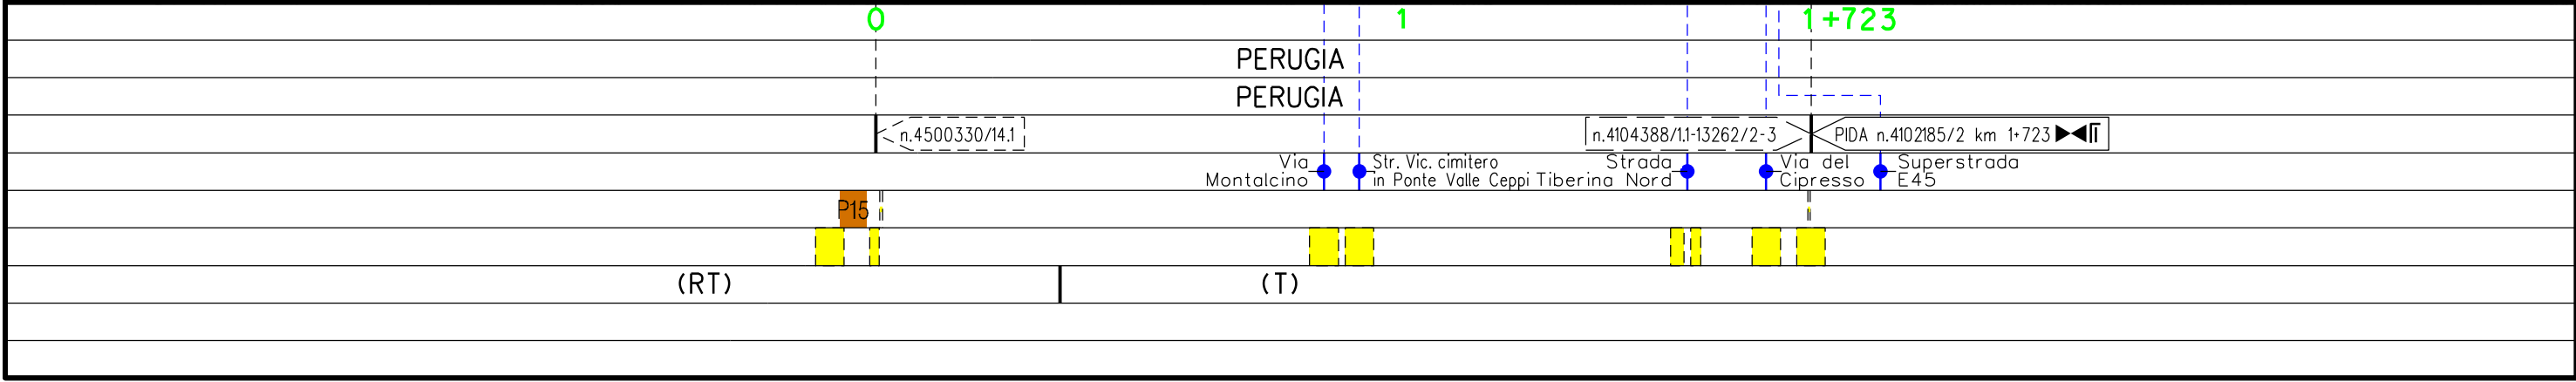 0 1 1+723
PERUGIA
PERUGIA
n.4500330/14.1 n.4104388/1.1-13262/2-3 PIDA n.4102185/2 km 1+723
Via Str. Vic. cimitero Strada Via del Superstrada
Montalcino in Ponte Valle Ceppi Tiberina Nord Cipresso E45
P15
(RT) (T)